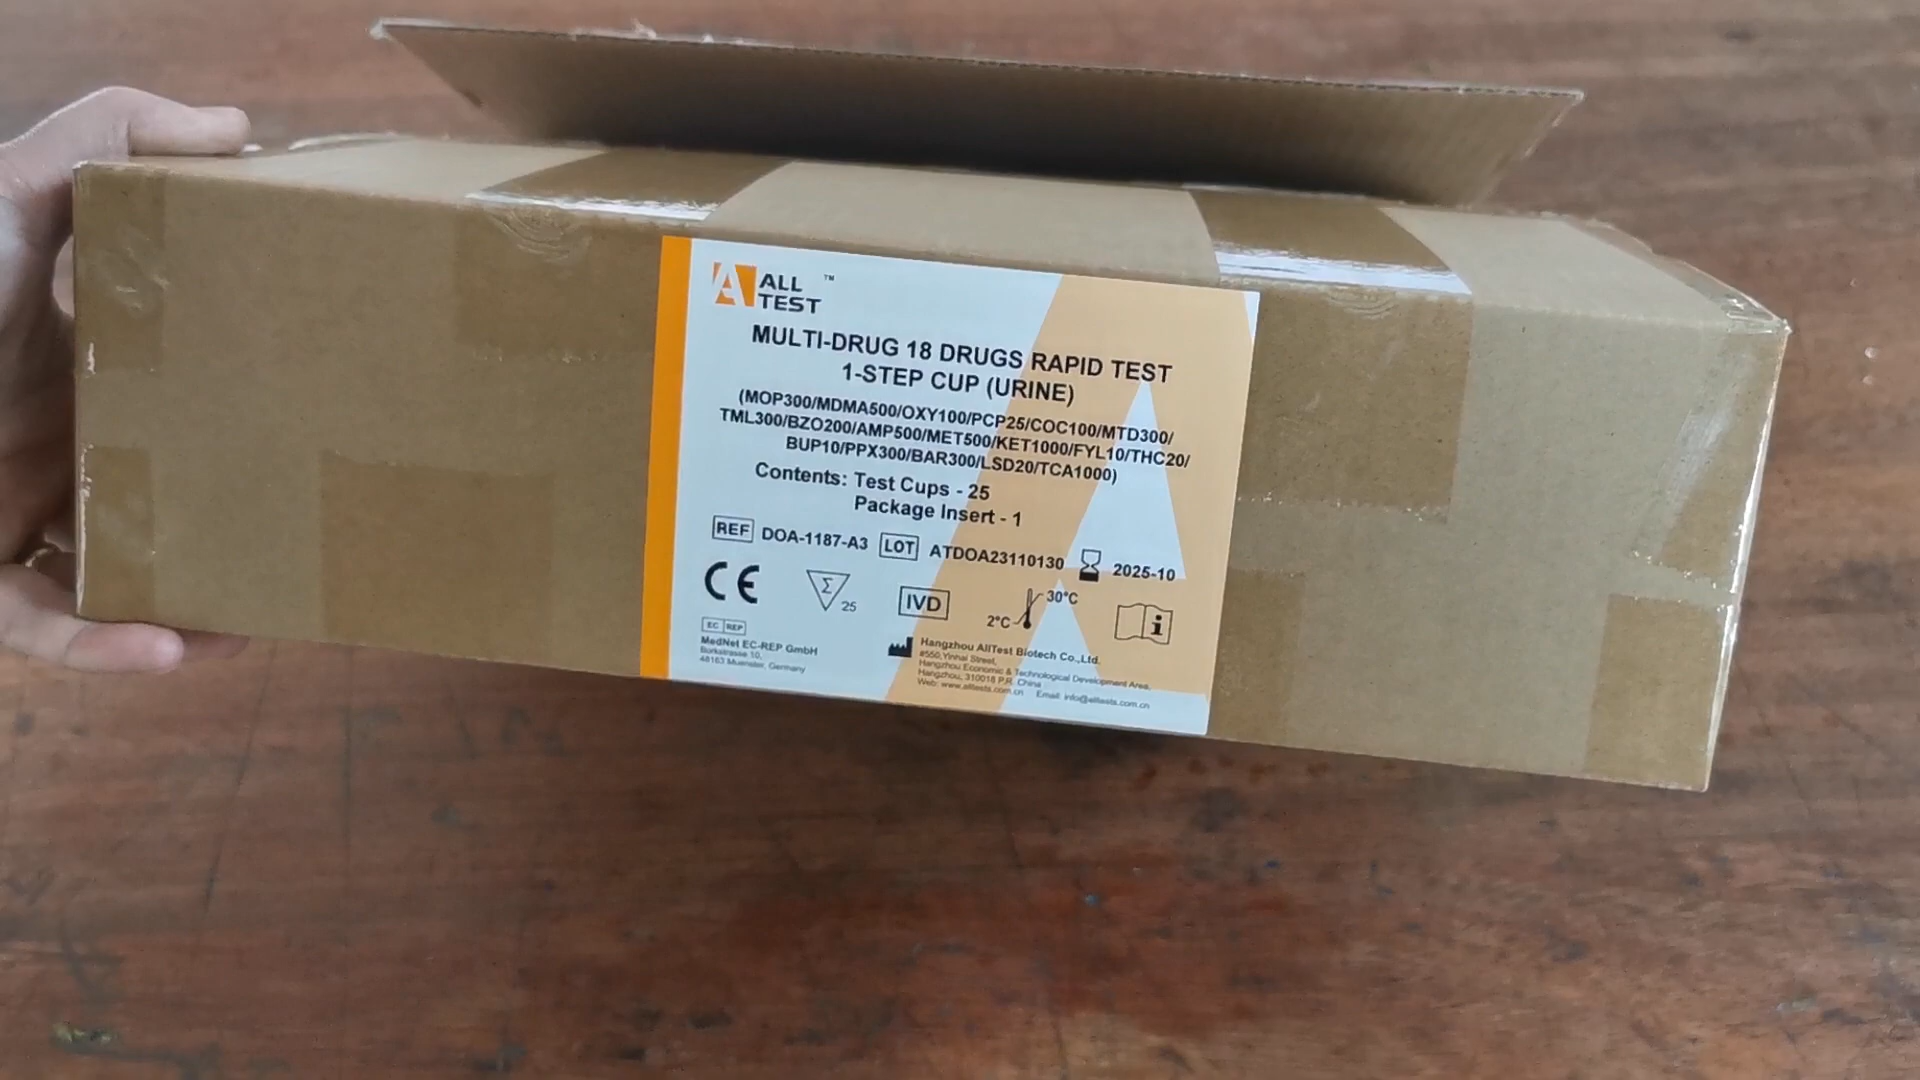 ALL ™
TEST
MULTI-DRUG 18 DRUGS RAPID TEST
1-STEP CUP (URINE)
(MOP300/MDMA500/OXY100/PCP25/COC100/MTD300/
TML300/BZO200/AMP500/MET500/KET1000/FYL10/THC20/
BUP10/PPX300/BAR300/LSD20/TCA1000)
Contents: Test Cups - 25
Package Insert - 1
REF DOA-1187-A3 LOT ATDOA23110130 2025-10
CE Σ 25 IVD 2°C 30°C i
EC REP
MedNet EC-REP GmbH
Borkstrasse 10,
48163 Muenster, Germany
Hangzhou AllTest Biotech Co.,Ltd.
#550, Yinhai Street,
Hangzhou Economic & Technological Development Area,
Hangzhou, 310018 P.R. China
Web: www.alltests.com.cn Email: info@alltests.com.cn